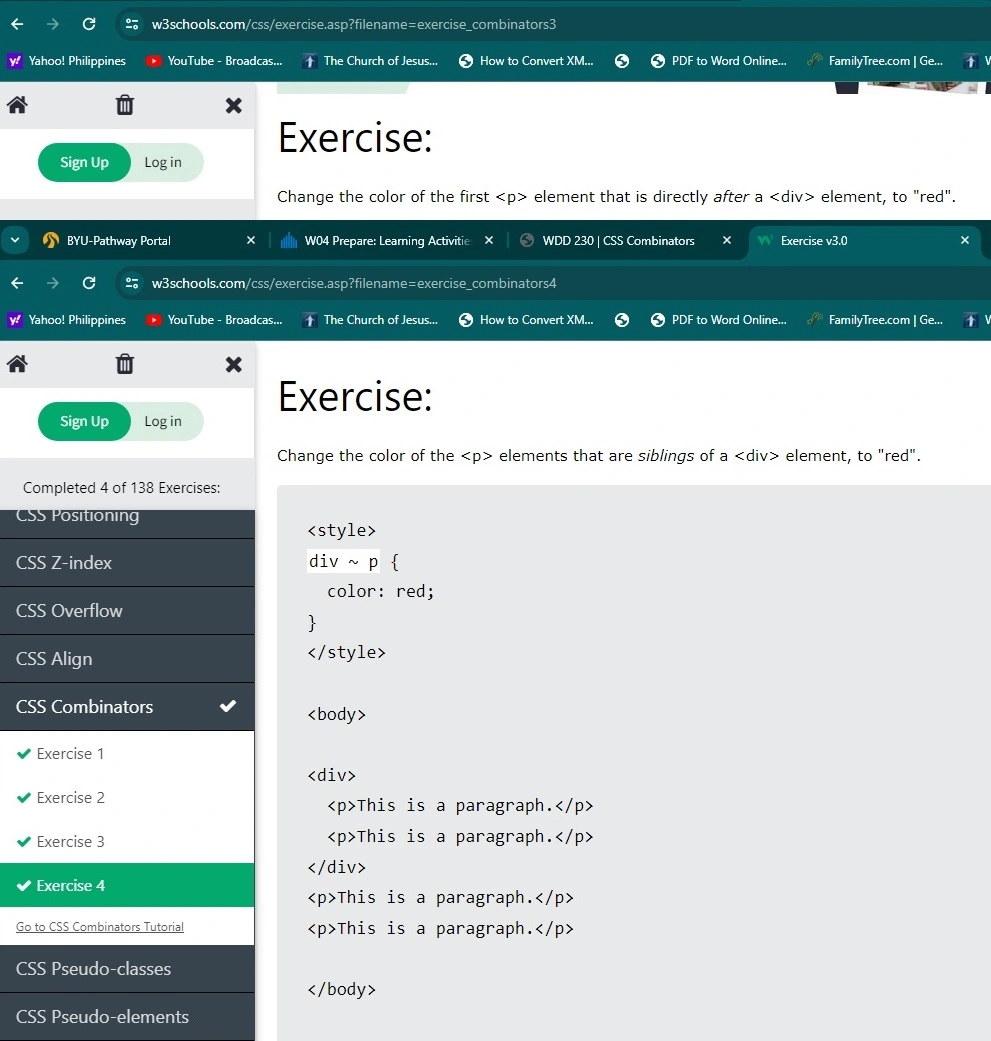 w3schools.com/css/exercise.asp?filename=exercise_combinators3
y! Yahoo! Philippines YouTube - Broadcas... The Church of Jesus... How to Convert XM... PDF to Word Online... FamilyTree.com | Ge...
Sign Up Log in
Exercise:
Change the color of the first <p> element that is directly after a <div> element, to "red".
BYU-Pathway Portal W04 Prepare: Learning Activitie WDD 230 | CSS Combinators Exercise v3.0
w3schools.com/css/exercise.asp?filename=exercise_combinators4
y! Yahoo! Philippines YouTube - Broadcas... The Church of Jesus... How to Convert XM... PDF to Word Online... FamilyTree.com | Ge...
Sign Up Log in
Completed 4 of 138 Exercises:
CSS Positioning
CSS Z-index
CSS Overflow
CSS Align
CSS Combinators
Exercise 1
Exercise 2
Exercise 3
Exercise 4
Go to CSS Combinators Tutorial
CSS Pseudo-classes
CSS Pseudo-elements
Exercise:
Change the color of the <p> elements that are siblings of a <div> element, to "red".
<style>
div ~ p {
  color: red;
}
</style>
<body>
<div>
  <p>This is a paragraph.</p>
  <p>This is a paragraph.</p>
</div>
<p>This is a paragraph.</p>
<p>This is a paragraph.</p>
</body>